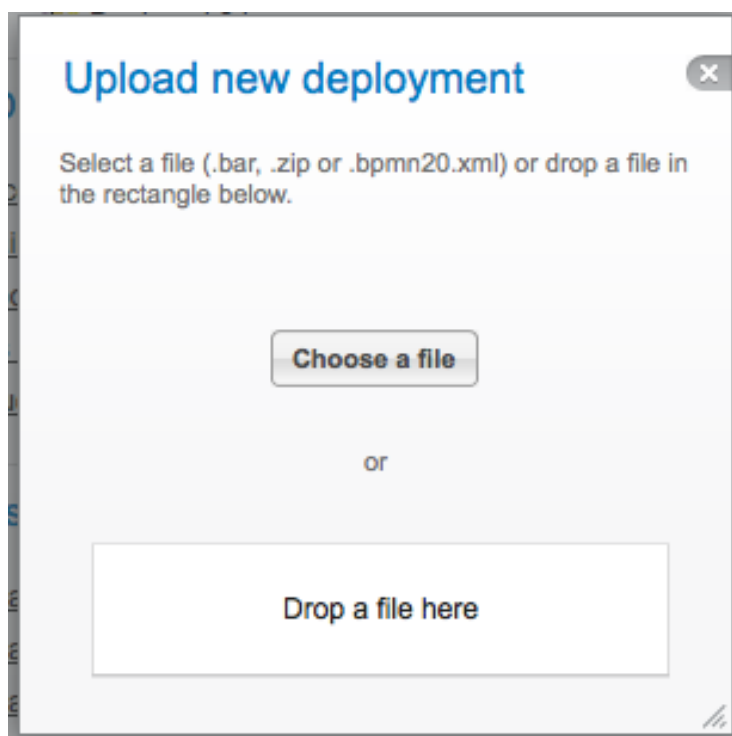 Upload new deployment
Select a file (.bar, .zip or .bpmn20.xml) or drop a file in
the rectangle below.
Choose a file
or
Drop a file here